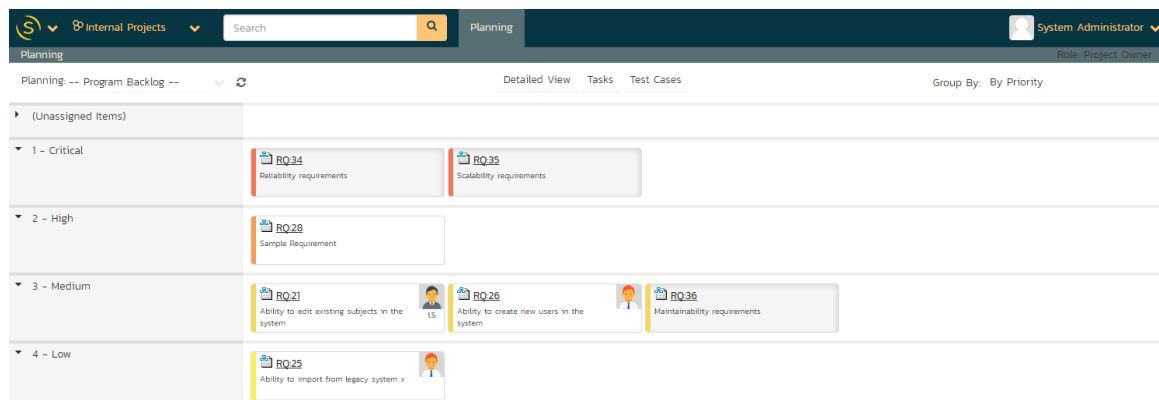 Internal Projects
Search
Planning
System Administrator
Planning
Role: Project Owner
Planning: -- Program Backlog --
Detailed View Tasks Test Cases
Group By: By Priority
(Unassigned Items)
1 - Critical
RQ:34
Reliability requirements
RQ:35
Scalability requirements
2 - High
RQ:28
Sample Requirement
3 - Medium
RQ:21
Ability to edit existing subjects in the
system
1.5
RQ:26
Ability to create new users in the
system
RQ:36
Maintainability requirements
4 - Low
RQ:25
Ability to import from legacy system x